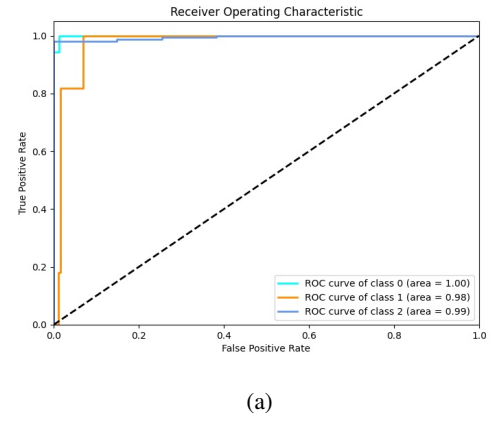 Receiver Operating Characteristic
1.0
0.8
0.6
0.4
0.2
0.0
True Positive Rate
ROC curve of class 0 (area = 1.00)
ROC curve of class 1 (area = 0.98)
ROC curve of class 2 (area = 0.99)
0.0 0.2 0.4 0.6 0.8 1.0
False Positive Rate
(a)